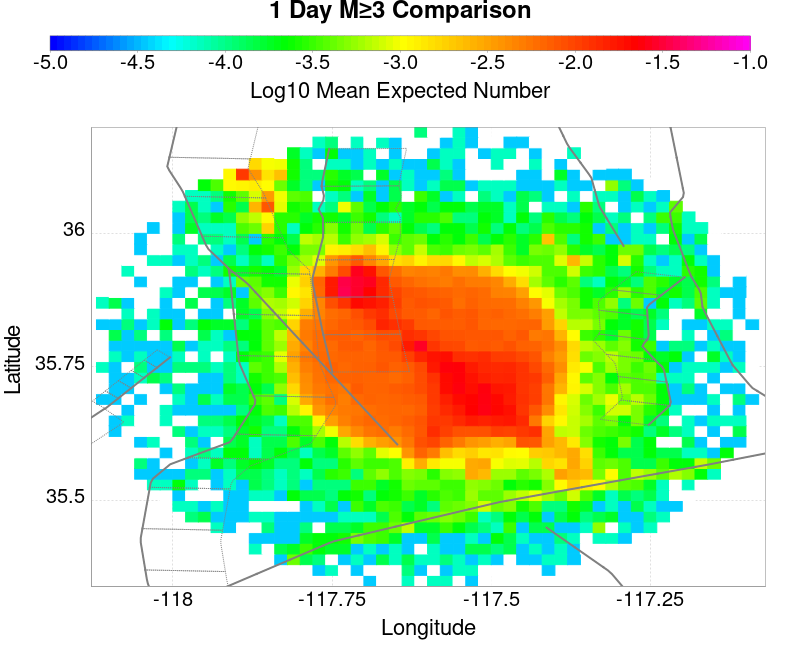 1 Day M≥3 Comparison
-5.0 -4.5 -4.0 -3.5 -3.0 -2.5 -2.0 -1.5 -1.0
Log10 Mean Expected Number
36
35.75
35.5
Latitude
-118 -117.75 -117.5 -117.25
Longitude